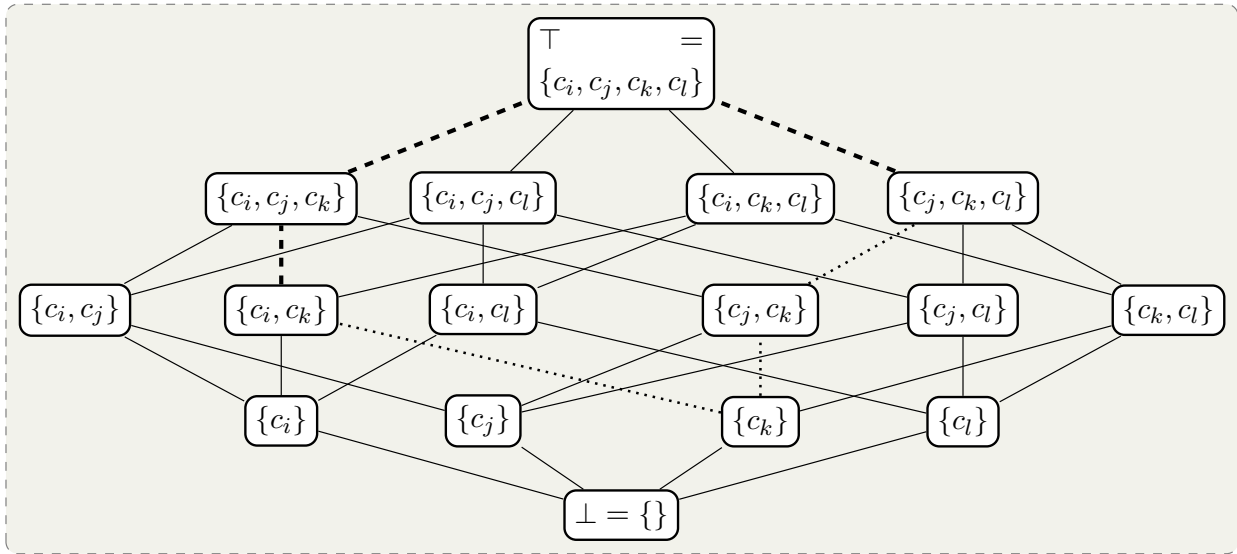 ⊤ =
{c_i, c_j, c_k, c_l}
{c_i, c_j, c_k}
{c_i, c_j, c_l}
{c_i, c_k, c_l}
{c_j, c_k, c_l}
{c_i, c_j}
{c_i, c_k}
{c_i, c_l}
{c_j, c_k}
{c_j, c_l}
{c_k, c_l}
{c_i}
{c_j}
{c_k}
{c_l}
⊥ = {}